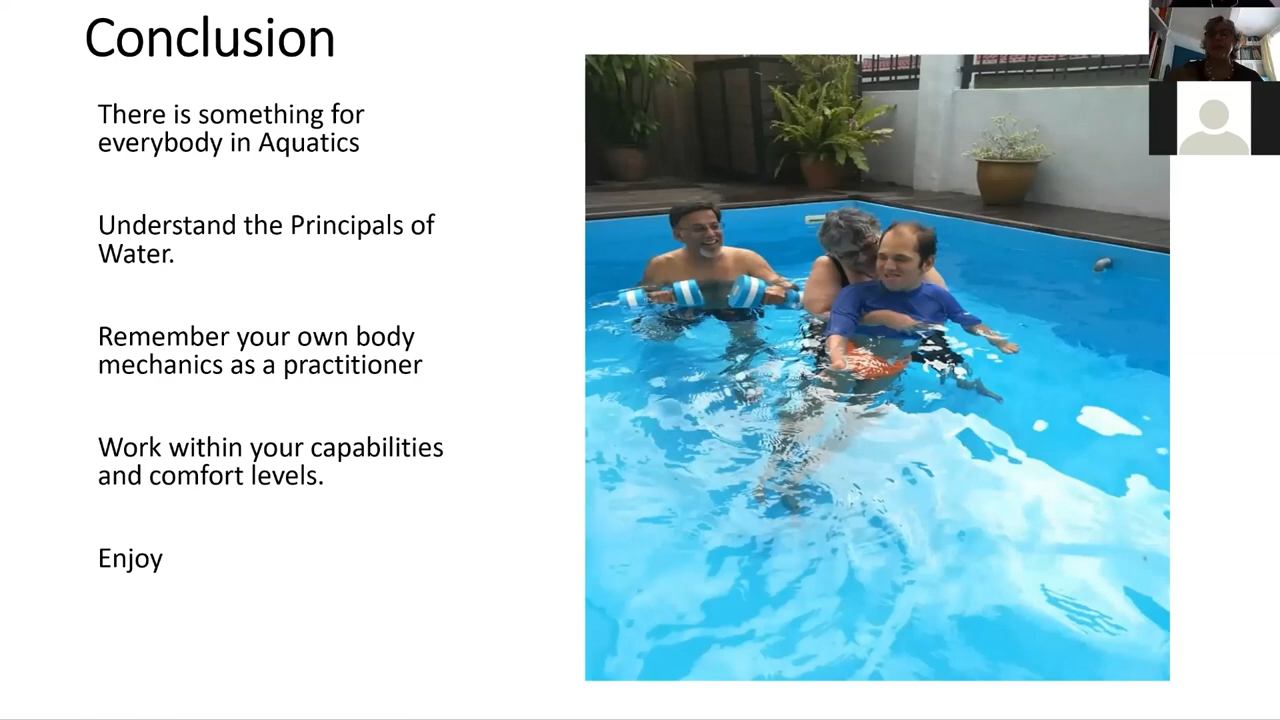 Conclusion
There is something for
everybody in Aquatics
Understand the Principals of
Water.
Remember your own body
mechanics as a practitioner
Work within your capabilities
and comfort levels.
Enjoy